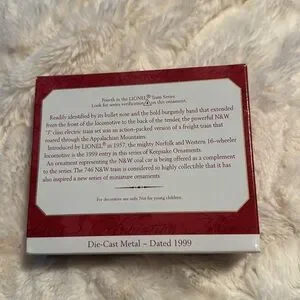 Fourth in the LIONEL® Train Series.
Look for series verification on this ornament.
Readily identified by its bullet nose and the bold burgundy band that extended
from the front of the locomotive to the back of the tender, the powerful N&W
"J" class electric train set was an action-packed version of a freight train that
roared through the Appalachian Mountains.
Introduced by LIONEL® in 1957, the mighty Norfolk and Western 16-wheeler
locomotive is the 1999 entry in this series of Keepsake Ornaments.
An ornament representing the N&W coal car is being offered as a complement
to the series. The 746 N&W train is considered so highly collectible that it has
also inspired a new series of miniature ornaments.
For decorative use only. Not for young children.
Die-Cast Metal – Dated 1999